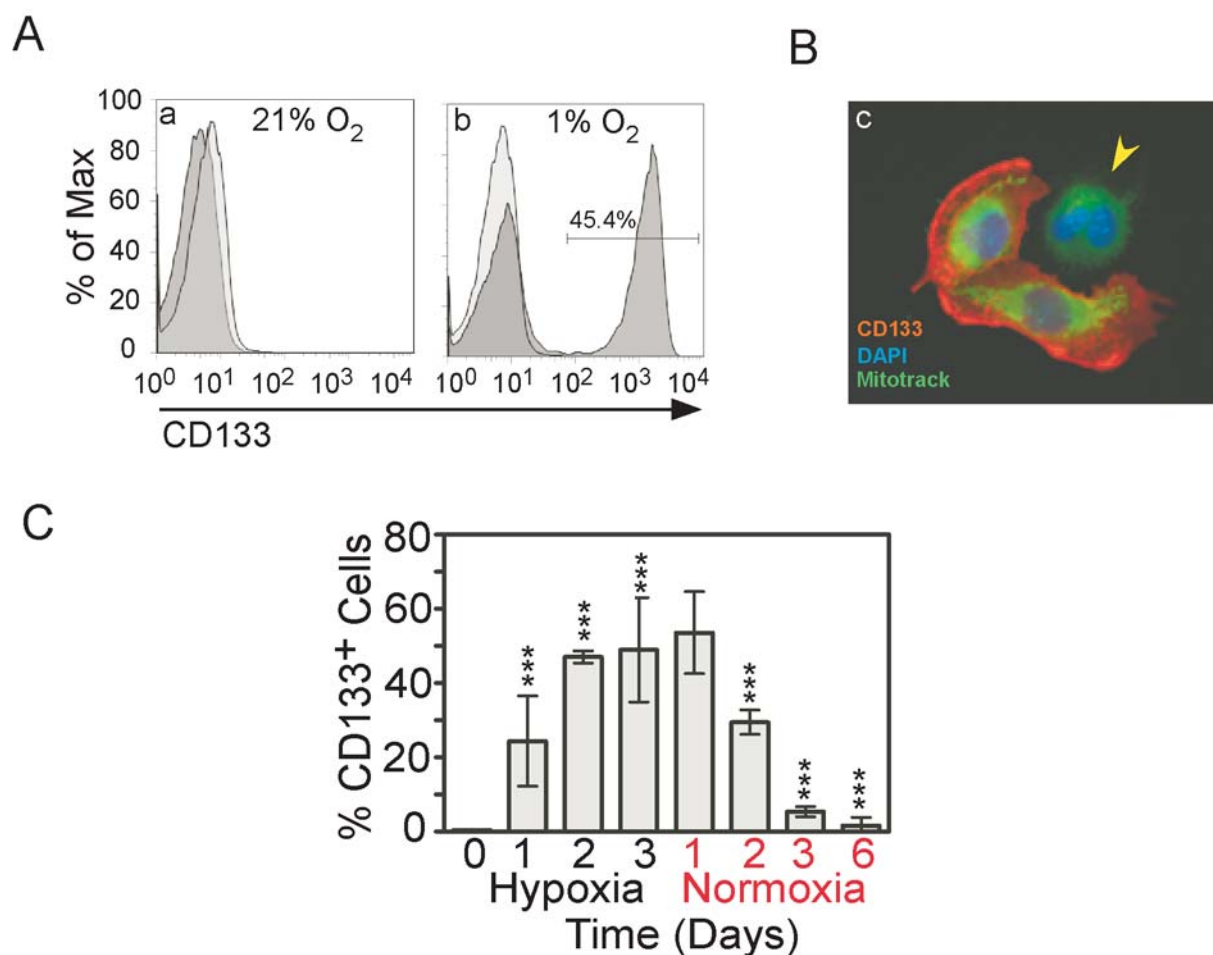 A
B
a
21% O2
b
1% O2
45.4%
% of Max
100
80
60
40
20
0
10^0 10^1 10^2 10^3 10^4
10^0 10^1 10^2 10^3 10^4
CD133
c
CD133
DAPI
Mitotrack
C
% CD133+ Cells
80
60
40
20
0
***
***
***
***
***
***
0 1 2 3 1 2 3 6
Hypoxia Normoxia
Time (Days)